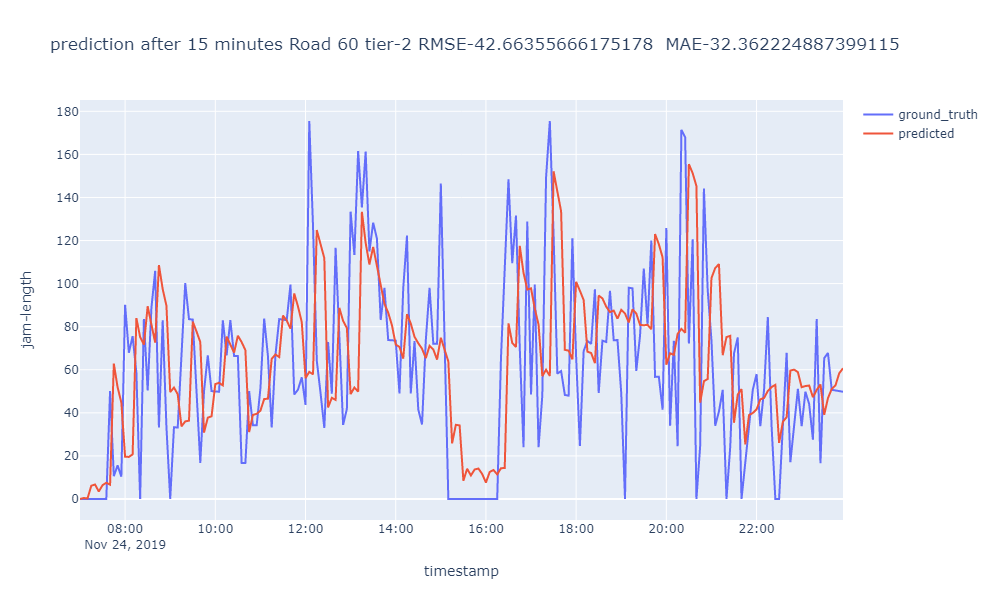 prediction after 15 minutes Road 60 tier-2 RMSE-42.66355666175178  MAE-32.362224887399115
ground_truth
predicted
180
160
140
120
100
80
60
40
20
0
jam-length
08:00 10:00 12:00 14:00 16:00 18:00 20:00 22:00
Nov 24, 2019
timestamp